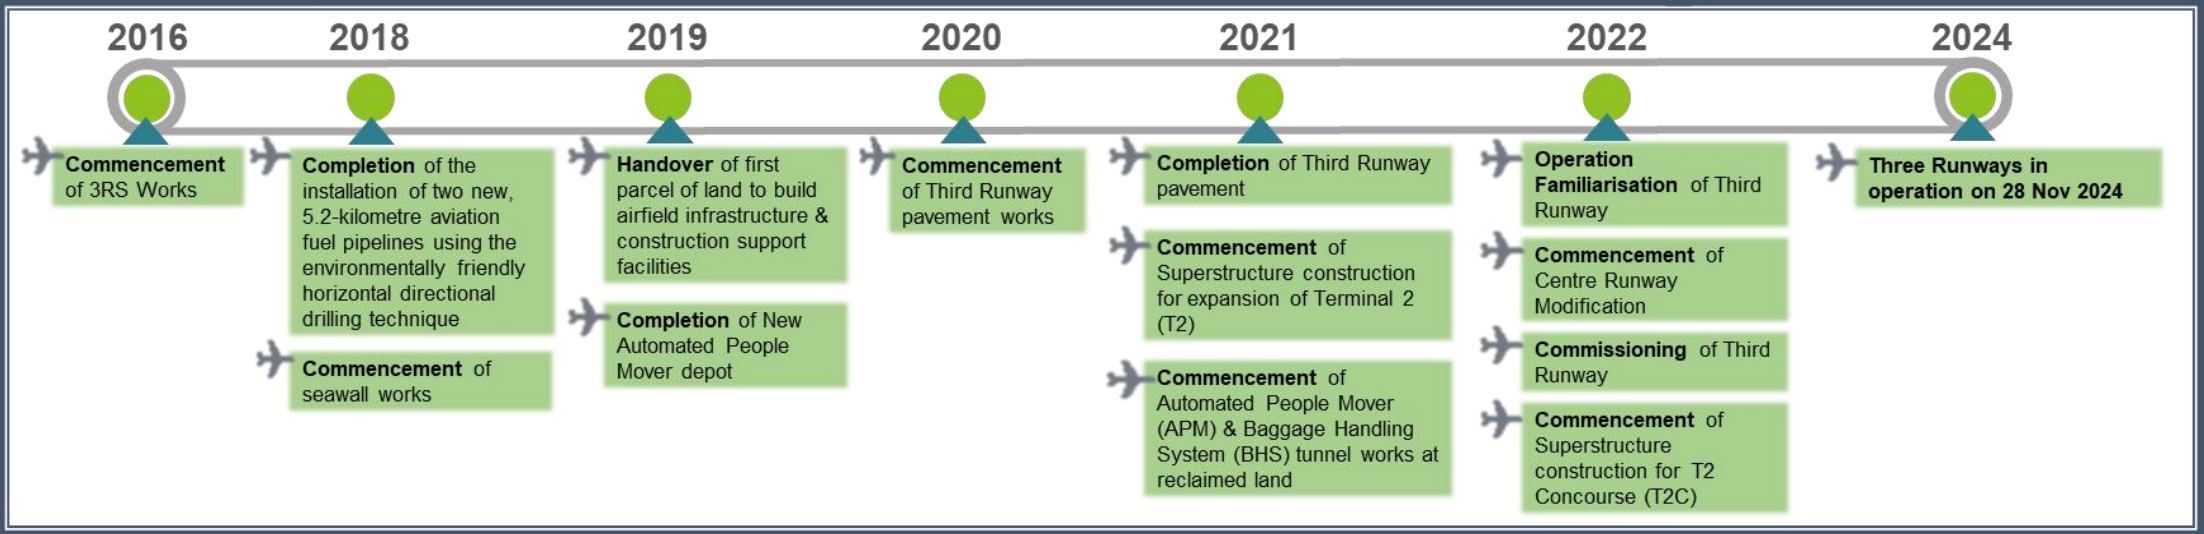 2016
Commencement
of 3RS Works
2018
Completion of the
installation of two new,
5.2-kilometre aviation
fuel pipelines using the
environmentally friendly
horizontal directional
drilling technique
Commencement of
seawall works
2019
Handover of first
parcel of land to build
airfield infrastructure &
construction support
facilities
Completion of New
Automated People
Mover depot
2020
Commencement
of Third Runway
pavement works
2021
Completion of Third Runway
pavement
Commencement of
Superstructure construction
for expansion of Terminal 2
(T2)
Commencement of
Automated People Mover
(APM) & Baggage Handling
System (BHS) tunnel works at
reclaimed land
2022
Operation
Familiarisation of Third
Runway
Commencement of
Centre Runway
Modification
Commissioning of Third
Runway
Commencement of
Superstructure
construction for T2
Concourse (T2C)
2024
Three Runways in
operation on 28 Nov 2024